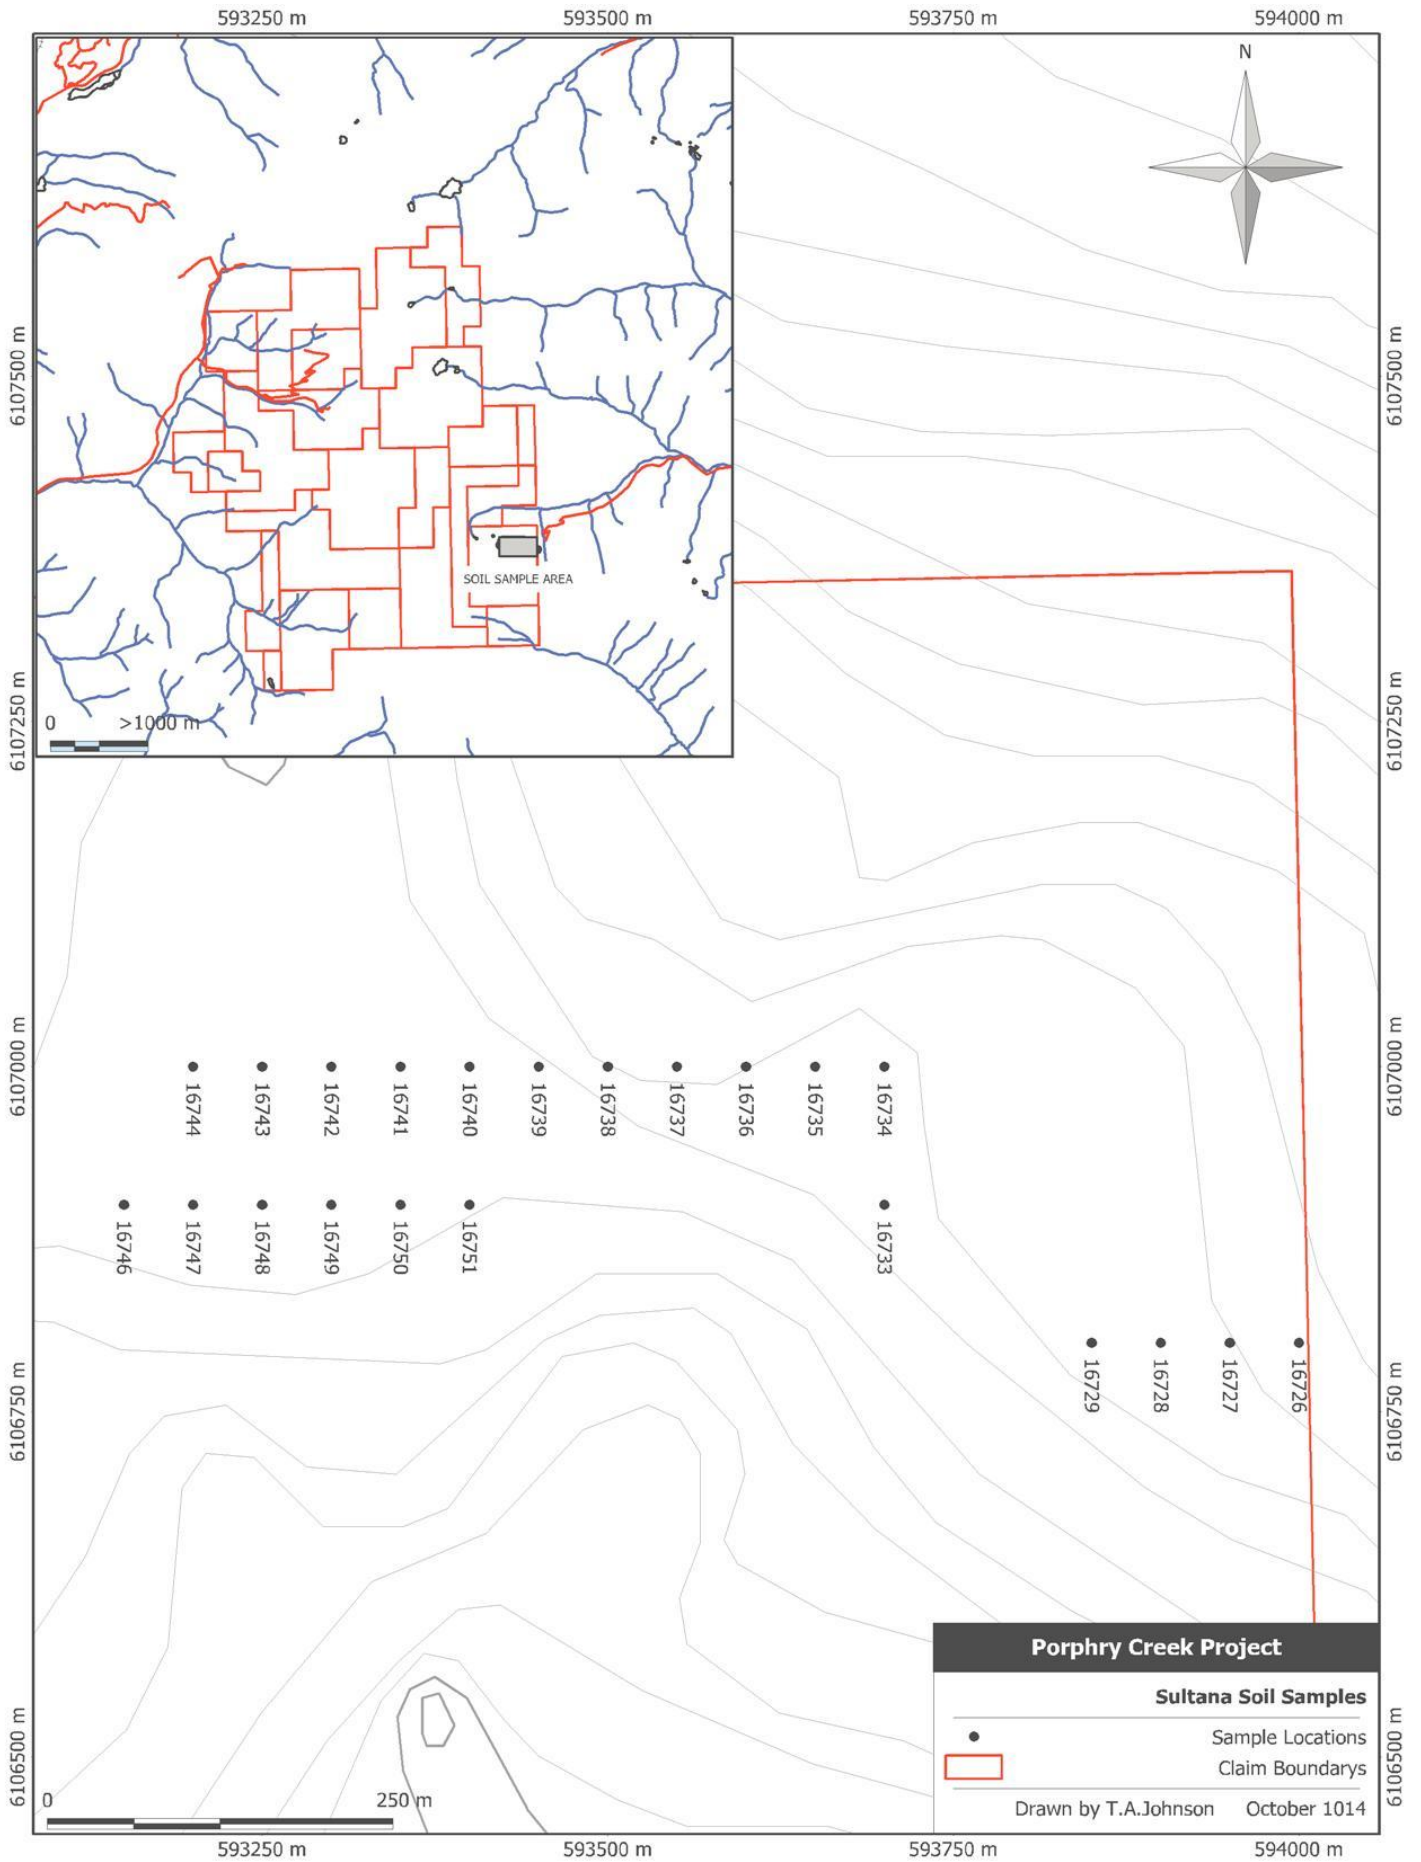 593250 m
593500 m
593750 m
594000 m
N
6107500 m
6107500 m
SOIL SAMPLE AREA
6107250 m
6107250 m
0
>1000 m
6107000 m
6107000 m
16744
16743
16742
16741
16740
16739
16738
16737
16736
16735
16734
16746
16747
16748
16749
16750
16751
16733
16729
16728
16727
16726
6106750 m
6106750 m
Porphry Creek Project
Sultana Soil Samples
Sample Locations
Claim Boundarys
Drawn by T.A.Johnson October 1014
6106500 m
6106500 m
0
250 m
593250 m
593500 m
593750 m
594000 m